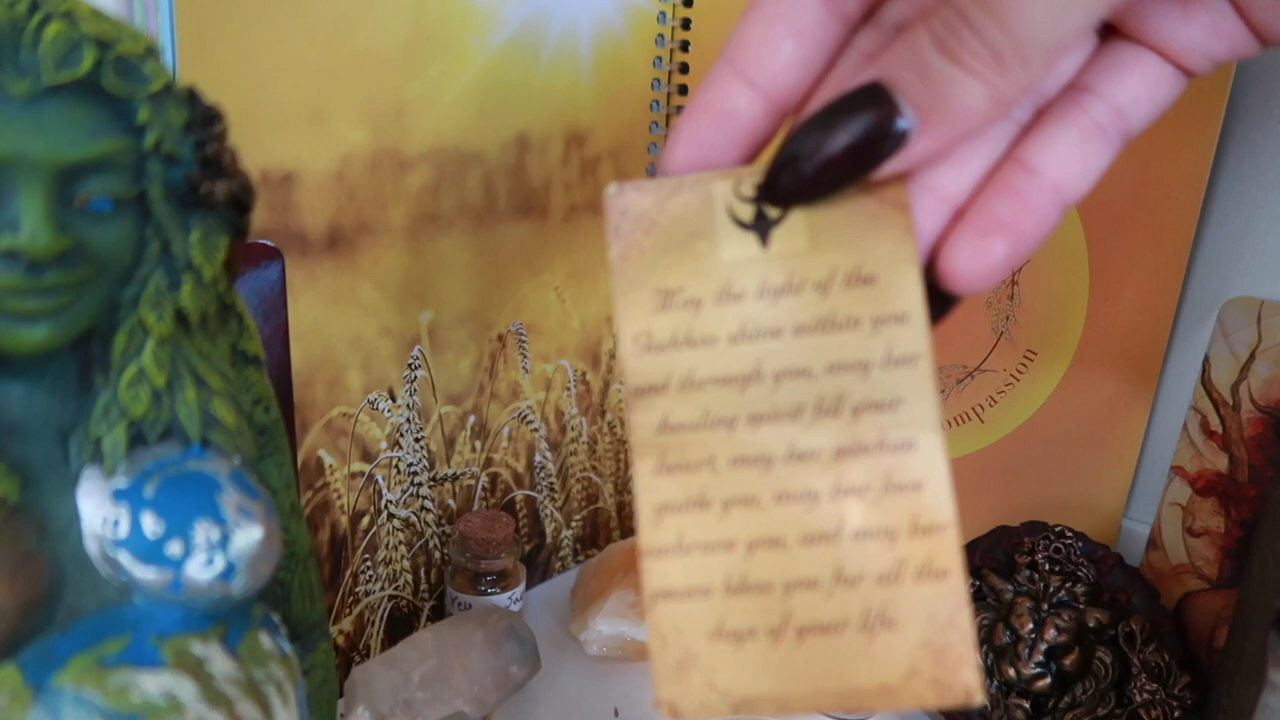 May the light of the
Goddess shine within you
and through you, may her
healing spirit fill your
heart, may her wisdom
guide you, may her love
embrace you, and may her
peace bless you for all the
days of your life.
ompassion